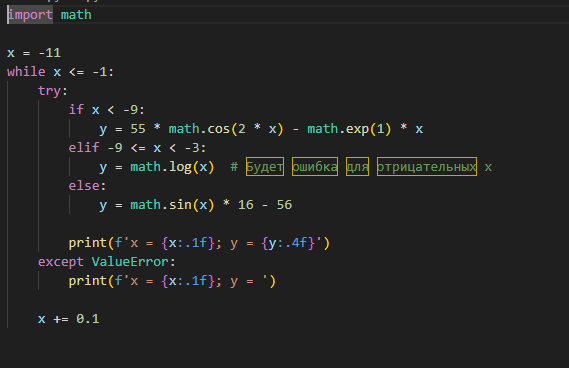 import math
x = -11
while x <= -1:
try:
if x < -9:
y = 55 * math.cos(2 * x) - math.exp(1) * x
elif -9 <= x < -3:
y = math.log(x)  # Будет ошибка для отрицательных x
else:
y = math.sin(x) * 16 - 56
print(f'x = {x:.1f}; y = {y:.4f}')
except ValueError:
print(f'x = {x:.1f}; y = ')
x += 0.1